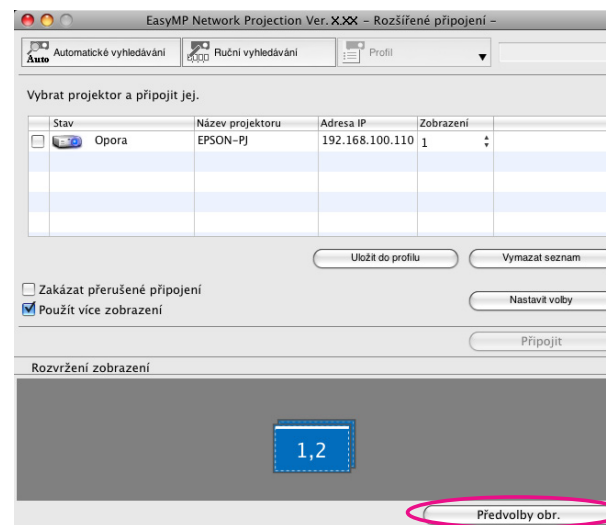 EasyMP Network Projection Ver. X.XX – Rozšířené připojení –
Auto Automatické vyhledávání Ruční vyhledávání Profil
Vybrat projektor a připojit jej.
Stav Název projektoru Adresa IP Zobrazení
Opora EPSON-PJ 192.168.100.110 1
Uložit do profilu Vymazat seznam
Zakázat přerušené připojení
Použít více zobrazení
Nastavit volby
Připojit
Rozvržení zobrazení
1,2
Předvolby obr.